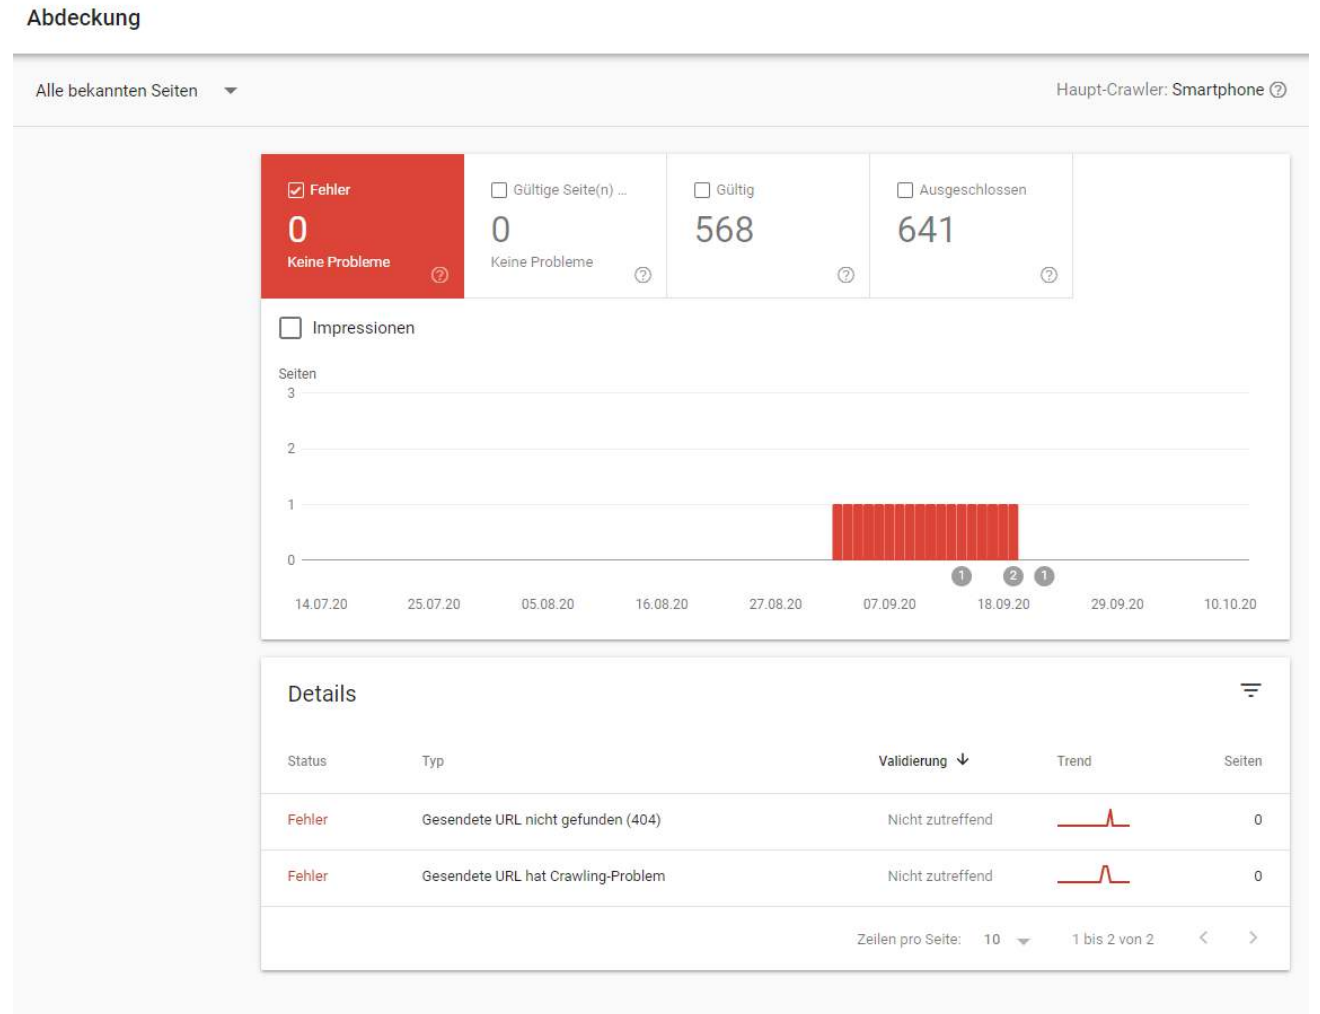 Abdeckung
Alle bekannten Seiten
Haupt-Crawler: Smartphone
Fehler
0
Keine Probleme
Gültige Seite(n) ...
0
Keine Probleme
Gültig
568
Ausgeschlossen
641
Impressionen
Seiten
3
2
1
0
1 2 1
14.07.20 25.07.20 05.08.20 16.08.20 27.08.20 07.09.20 18.09.20 29.09.20 10.10.20
Details
Status Typ Validierung Trend Seiten
Fehler Gesendete URL nicht gefunden (404) Nicht zutreffend 0
Fehler Gesendete URL hat Crawling-Problem Nicht zutreffend 0
Zeilen pro Seite: 10 1 bis 2 von 2